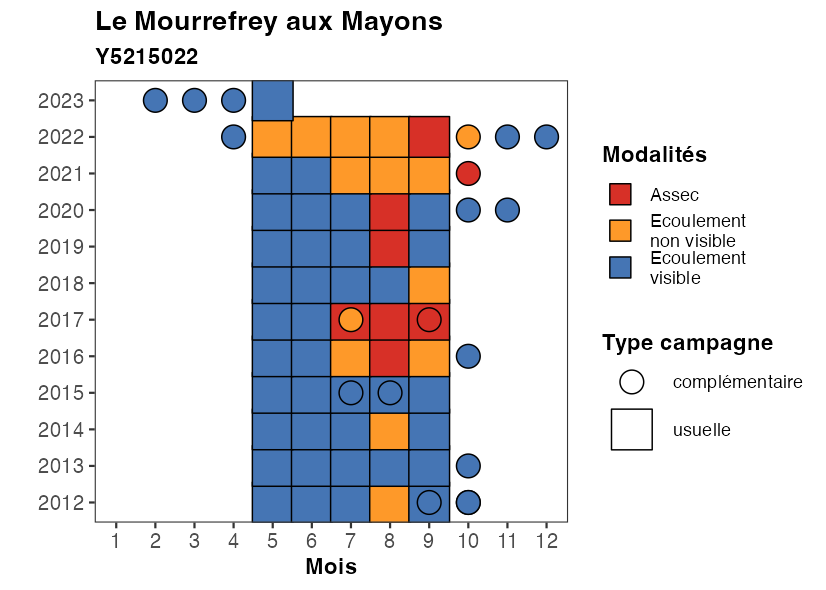 Le Mourrefrey aux Mayons
Y5215022
2023
2022
2021
2020
2019
2018
2017
2016
2015
2014
2013
2012
1 2 3 4 5 6 7 8 9 10 11 12
Mois
Modalités
Assec
Ecoulement
non visible
Ecoulement
visible
Type campagne
complémentaire
usuelle